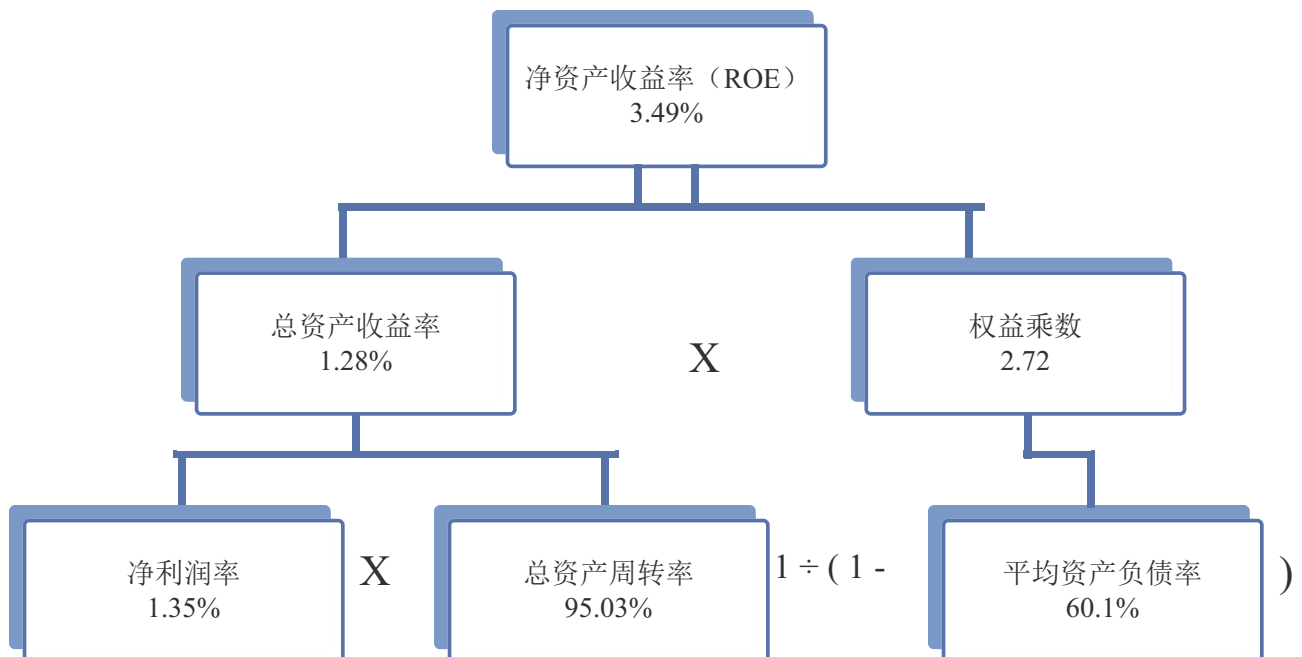 净资产收益率（ROE）
3.49%
总资产收益率
1.28%
X
权益乘数
2.72
净利润率
1.35%
X
总资产周转率
95.03%
1 ÷ ( 1 -
平均资产负债率
60.1%
)